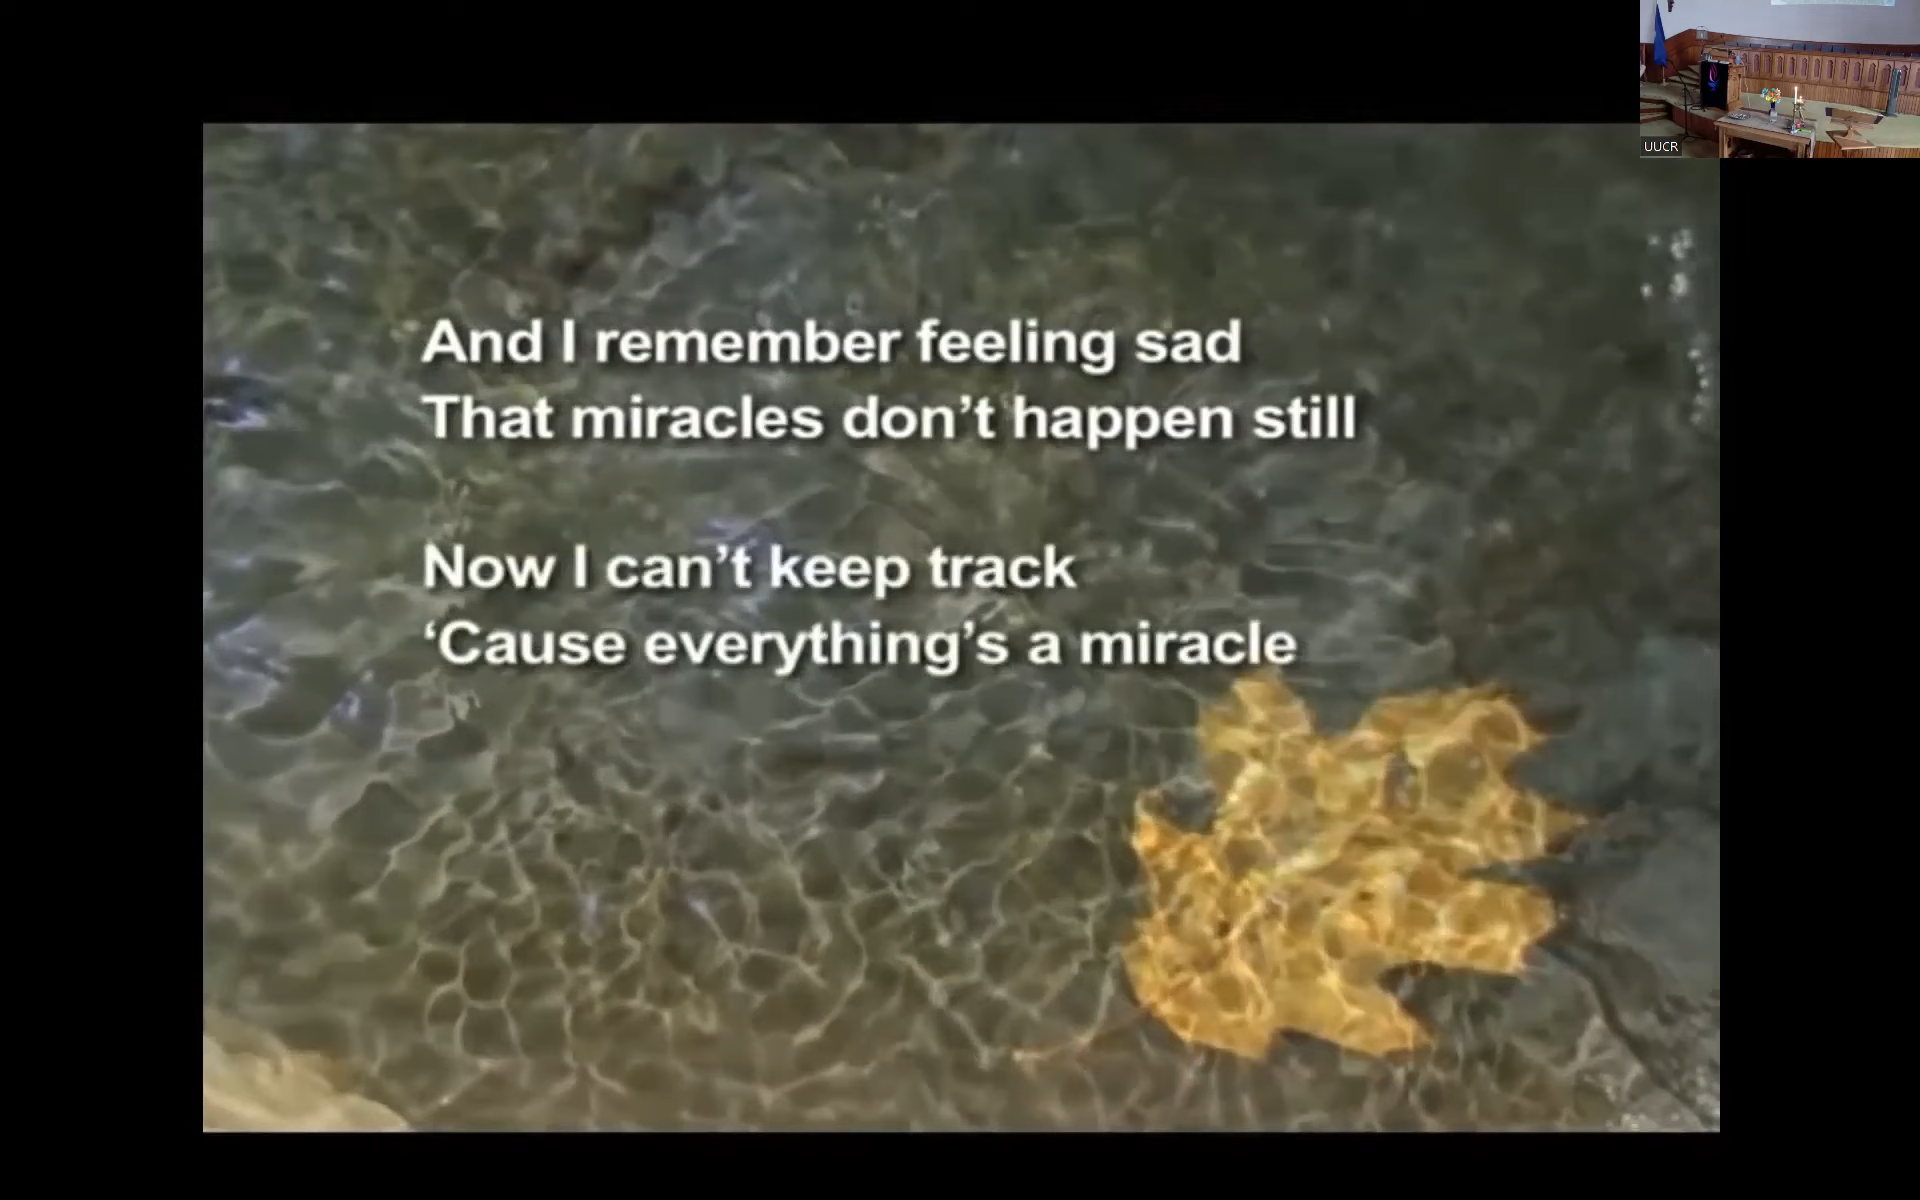 UUCR
And I remember feeling sad
That miracles don’t happen still
Now I can’t keep track
‘Cause everything’s a miracle